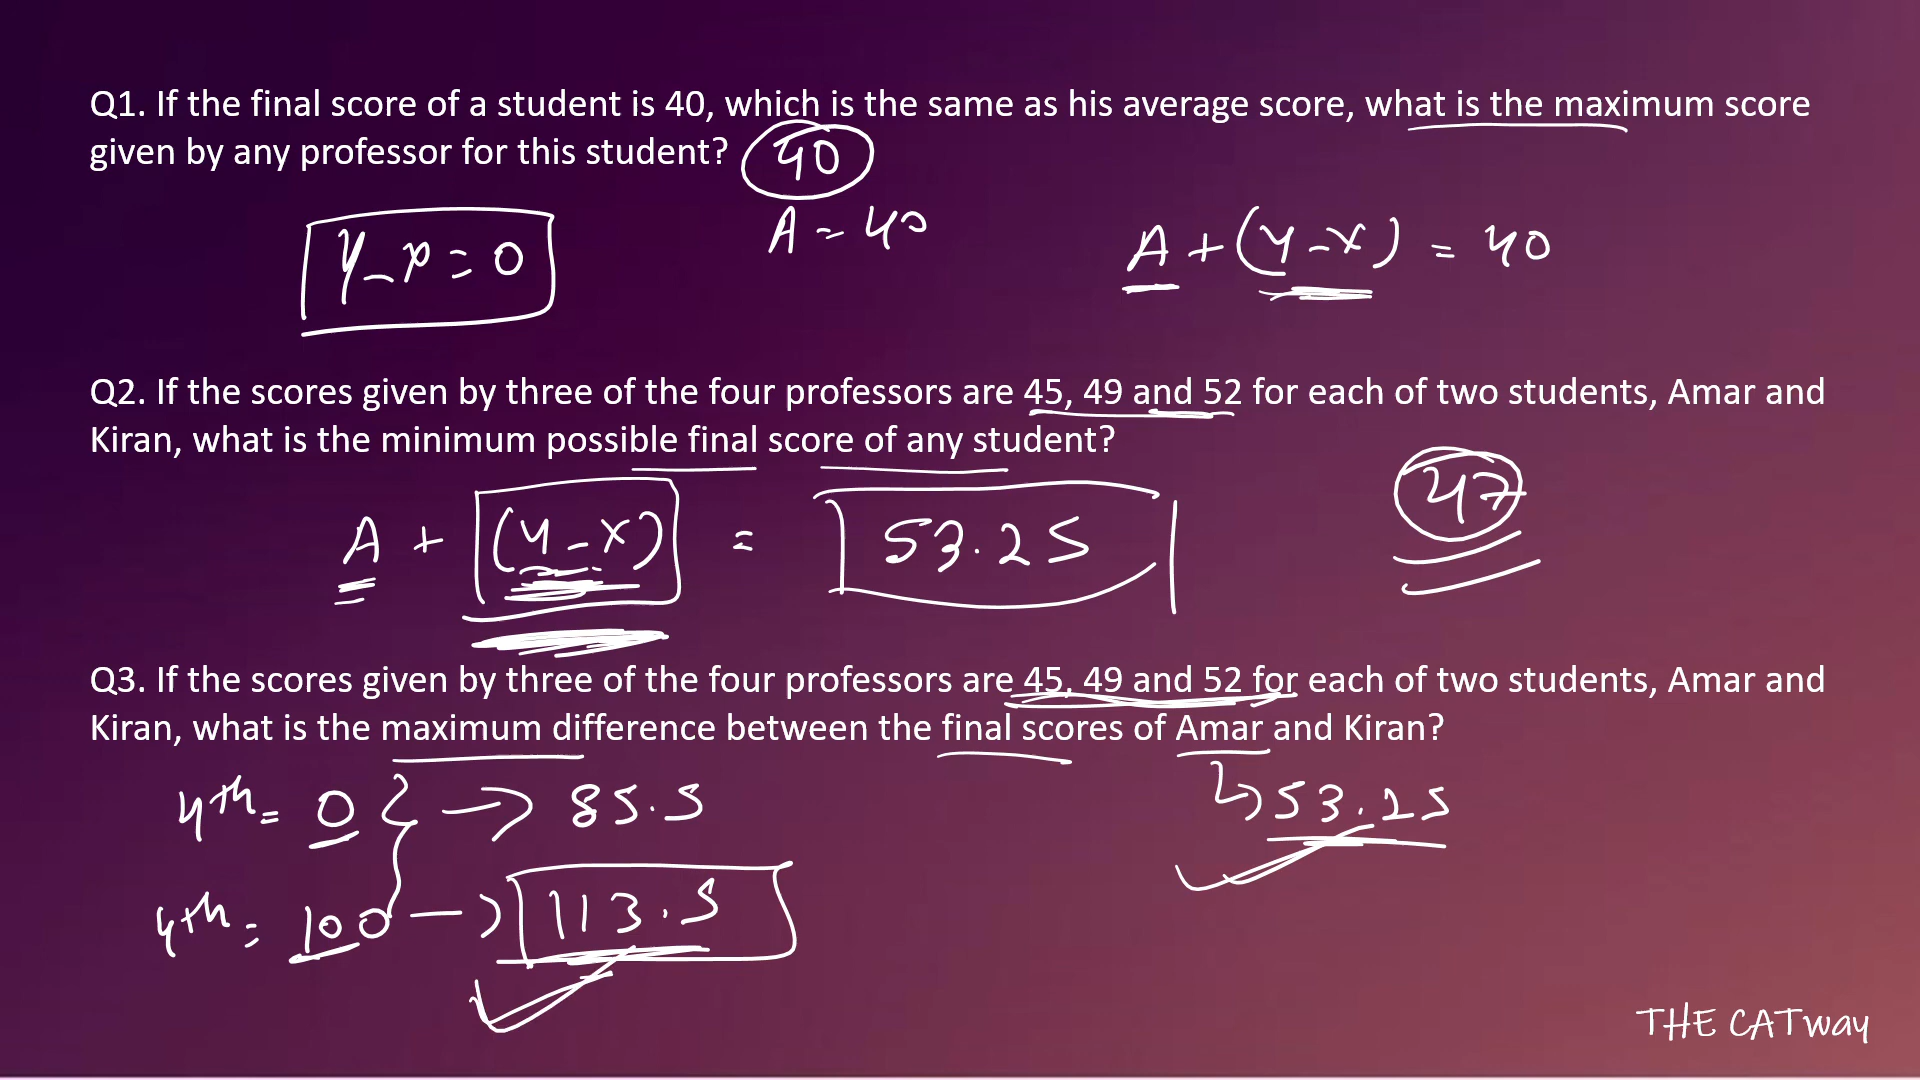 Q1. If the final score of a student is 40, which is the same as his average score, what is the maximum score
given by any professor for this student? 40
A = 40
Y - x = 0
A + (Y - x) = 40
Q2. If the scores given by three of the four professors are 45, 49 and 52 for each of two students, Amar and
Kiran, what is the minimum possible final score of any student?
47
A + (Y - x) = 53.25
Q3. If the scores given by three of the four professors are 45, 49 and 52 for each of two students, Amar and
Kiran, what is the maximum difference between the final scores of Amar and Kiran?
4th = 0 } → 85.5
↳ 53.25
4th = 100 → 113.5
THE CATway